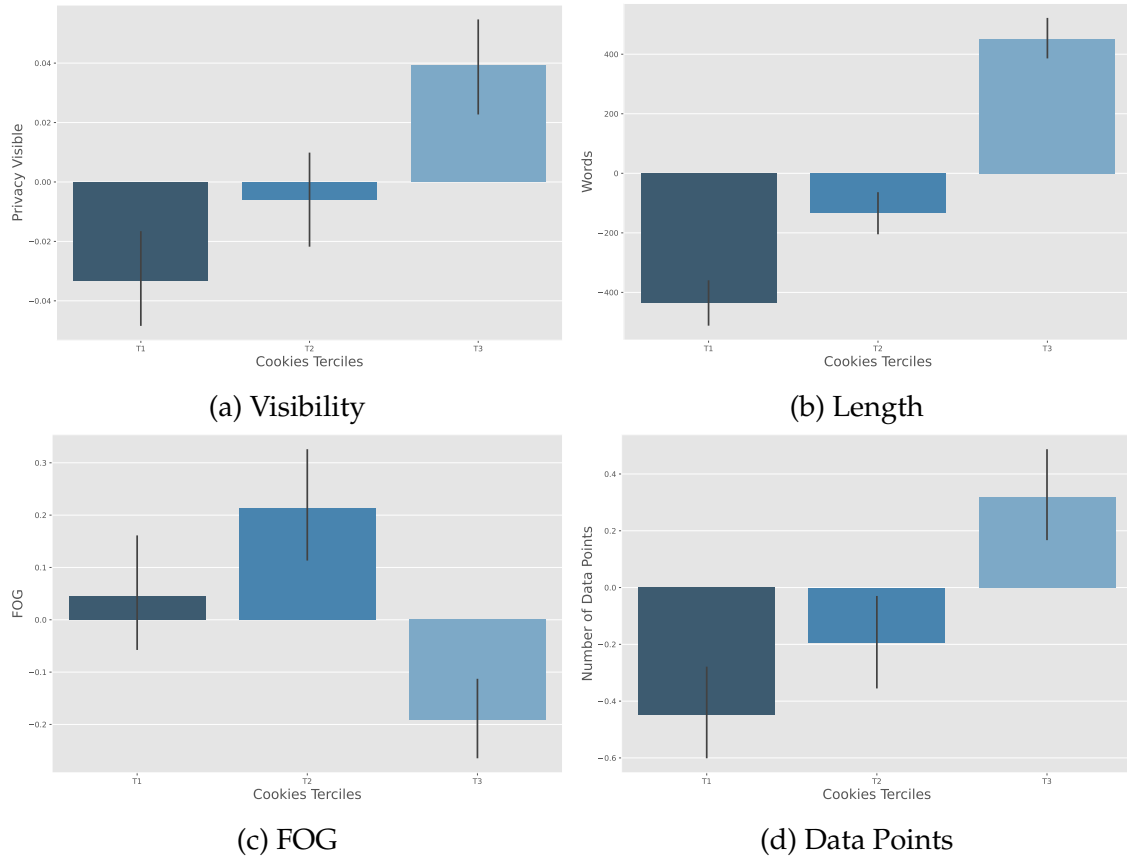 0.04
0.02
0.00
−0.02
−0.04
Privacy Visible
T1 T2 T3
Cookies Terciles
(a) Visibility
400
200
0
−200
−400
Words
T1 T2 T3
Cookies Terciles
(b) Length
0.3
0.2
0.1
0.0
−0.1
−0.2
FOG
T1 T2 T3
Cookies Terciles
(c) FOG
0.4
0.2
0.0
−0.2
−0.4
−0.6
Number of Data Points
T1 T2 T3
Cookies Terciles
(d) Data Points